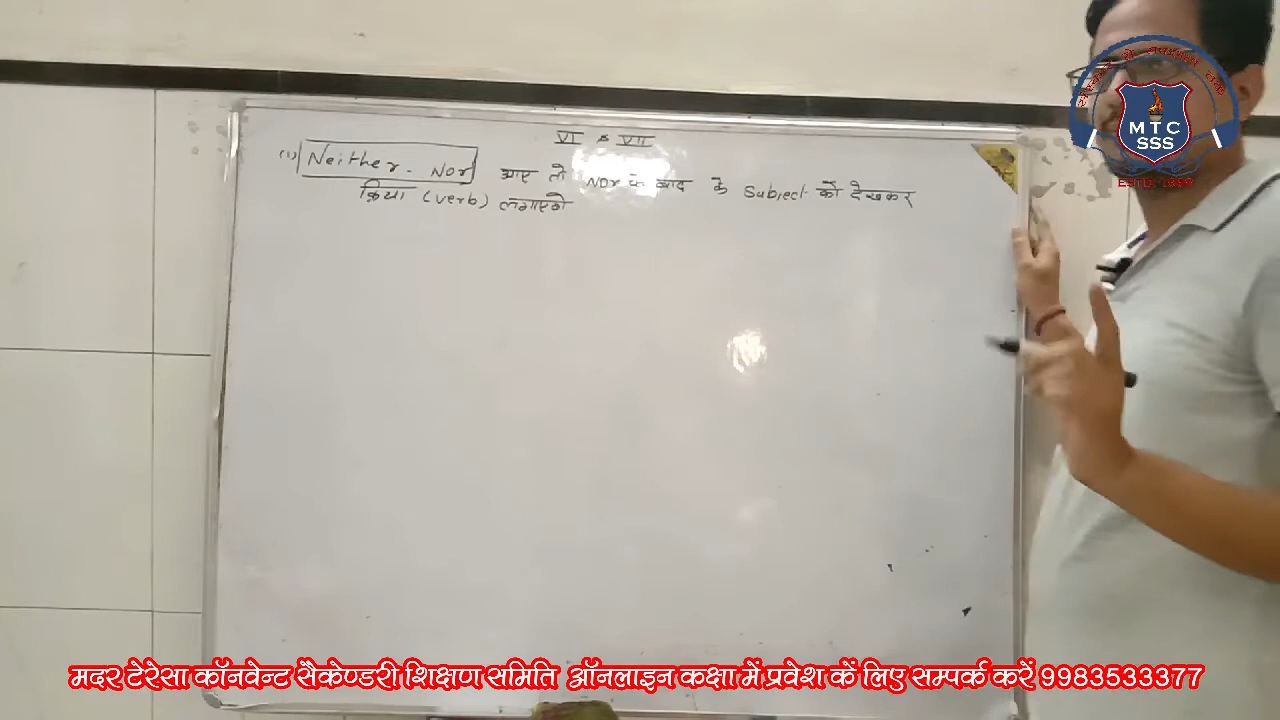 VI & VII
(1) Neither - Nor आए तो Nor के बाद के Subject को देखकर
क्रिया (verb) लगाएगें
MTC
SSS
मदर टेरेसा कॉनवेन्ट सैकेण्डरी शिक्षण समिति ऑनलाइन कक्षा में प्रवेश कें लिए सम्पर्क करें 9983533377